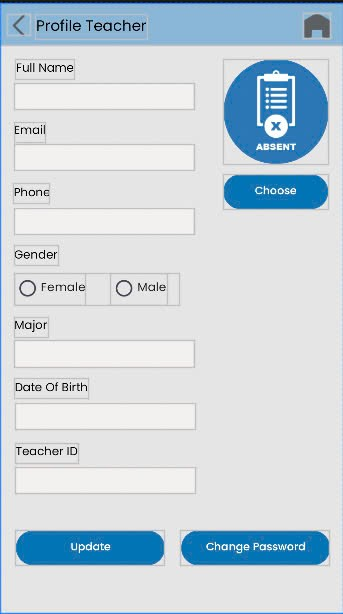 Profile Teacher
Full Name
X
ABSENT
Email
Choose
Phone
Gender
Female
Male
Major
Date Of Birth
Teacher ID
Update
Change Password